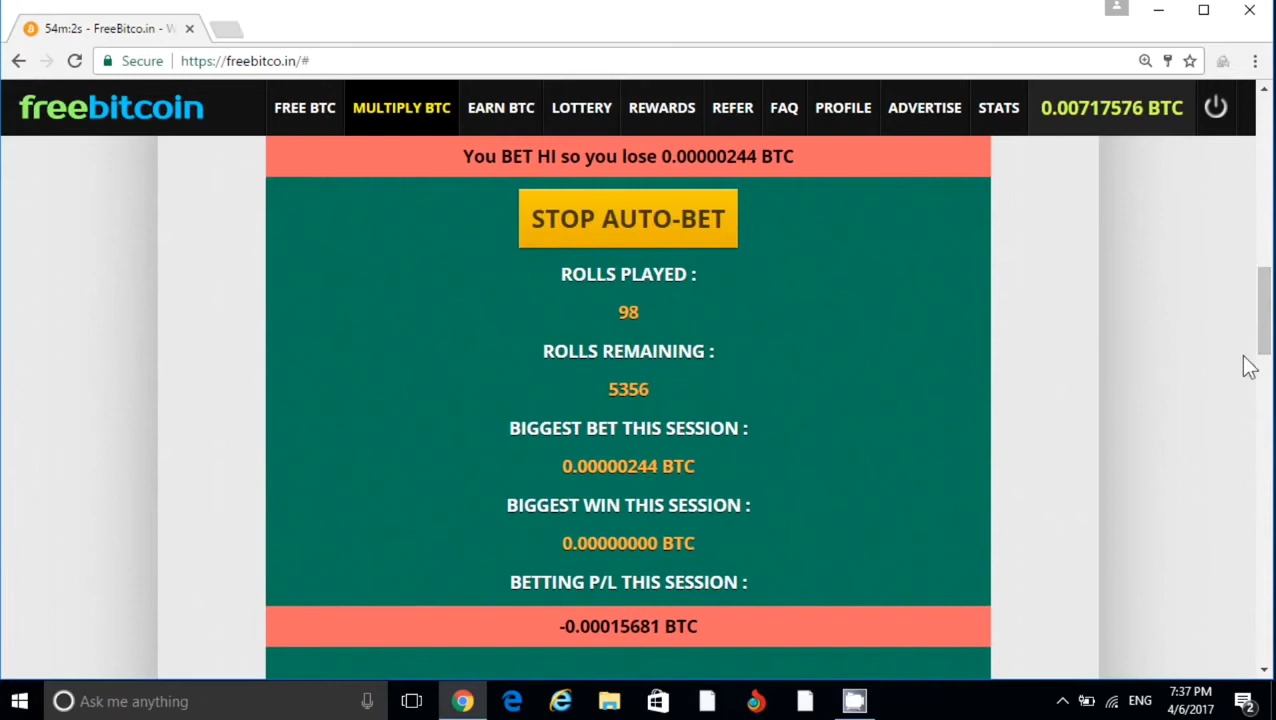 54m:2s - FreeBitco.in - W
Secure https://freebitco.in/#
freebitcoin FREE BTC MULTIPLY BTC EARN BTC LOTTERY REWARDS REFER FAQ PROFILE ADVERTISE STATS 0.00717576 BTC
You BET HI so you lose 0.00000244 BTC
STOP AUTO-BET
ROLLS PLAYED :
98
ROLLS REMAINING :
5356
BIGGEST BET THIS SESSION :
0.00000244 BTC
BIGGEST WIN THIS SESSION :
0.00000000 BTC
BETTING P/L THIS SESSION :
-0.00015681 BTC
Ask me anything
ENG
7:37 PM
4/6/2017
2